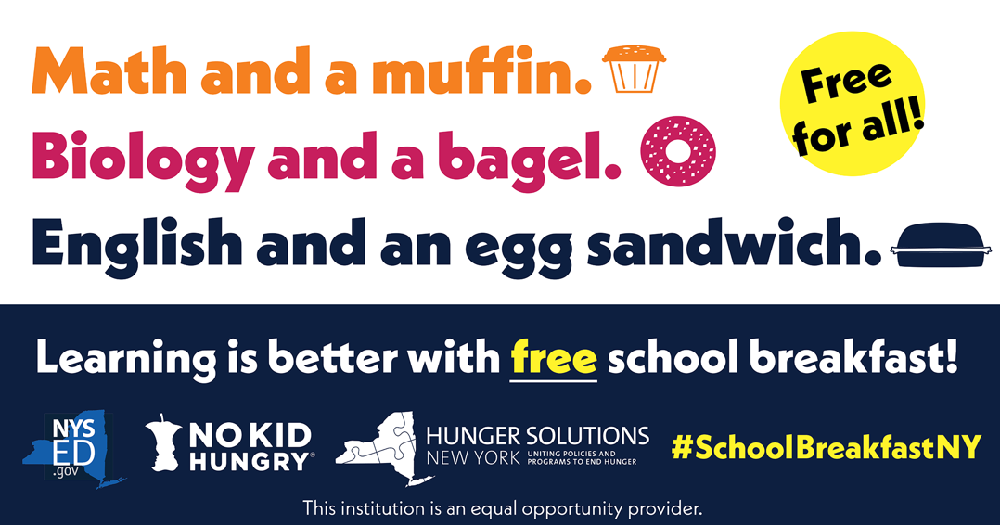 Math and a muffin.
Free
for all!
Biology and a bagel.
English and an egg sandwich.
Learning is better with free school breakfast!
NYS
ED
.gov
NO KID
HUNGRY®
HUNGER SOLUTIONS
NEW YORK
UNITING POLICIES AND
PROGRAMS TO END HUNGER
#SchoolBreakfastNY
This institution is an equal opportunity provider.